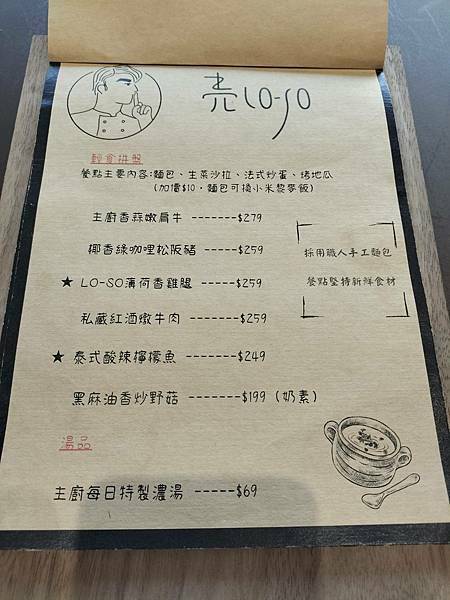 売LO-SO
輕食拼盤
餐點主要內容:麵包、生菜沙拉、法式炒蛋、烤地瓜
(加價$10,麵包可換小米藜麥飯)
主廚香蒜嫩肩牛 -------$279
椰香綠咖哩松阪豬 ------$259
★ LO-SO薄荷香雞腿 -----$259
私藏紅酒燉牛肉 -----$259
★ 泰式酸辣檸檬魚 -------$249
黑麻油香炒野菇 ------$199 (奶素)
採用職人手工麵包
餐點堅持新鮮食材
湯品
主廚每日特製濃湯 -----$69